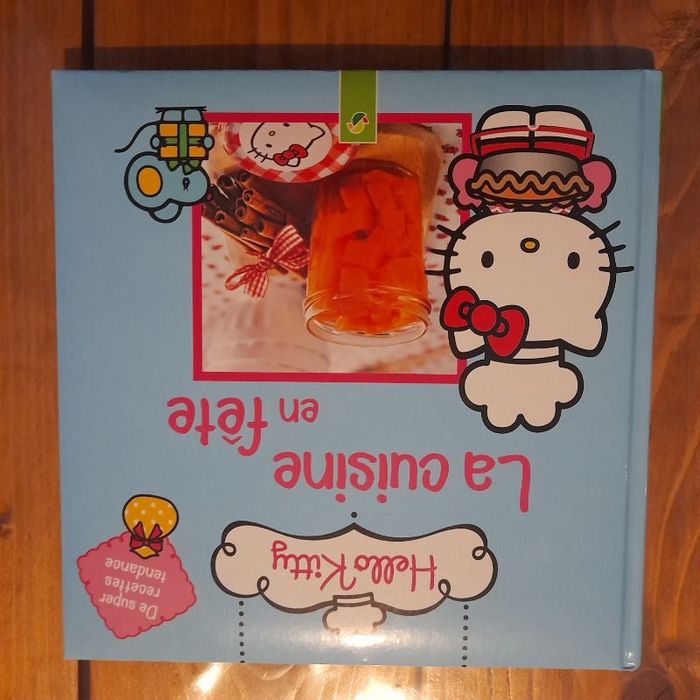 Hello Kitty
La cuisine
en fête
De super
recettes
tendance